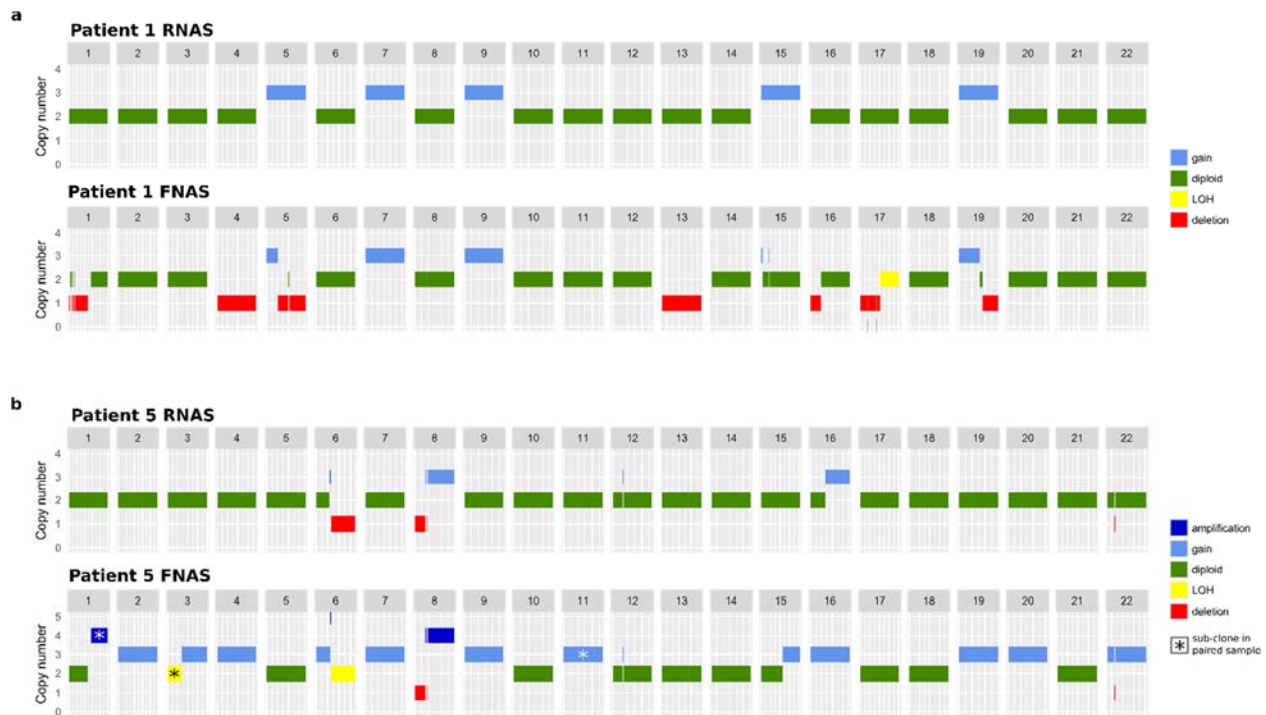 a
Patient 1 RNAS
1 2 3 4 5 6 7 8 9 10 11 12 13 14 15 16 17 18 19 20 21 22
Copy number
4
3
2
1
0
Patient 1 FNAS
1 2 3 4 5 6 7 8 9 10 11 12 13 14 15 16 17 18 19 20 21 22
Copy number
4
3
2
1
0
gain
diploid
LOH
deletion
b
Patient 5 RNAS
1 2 3 4 5 6 7 8 9 10 11 12 13 14 15 16 17 18 19 20 21 22
Copy number
4
3
2
1
0
Patient 5 FNAS
1 2 3 4 5 6 7 8 9 10 11 12 13 14 15 16 17 18 19 20 21 22
Copy number
5
4
3
2
1
0
*
*
*
amplification
gain
diploid
LOH
deletion
* sub-clone in
paired sample